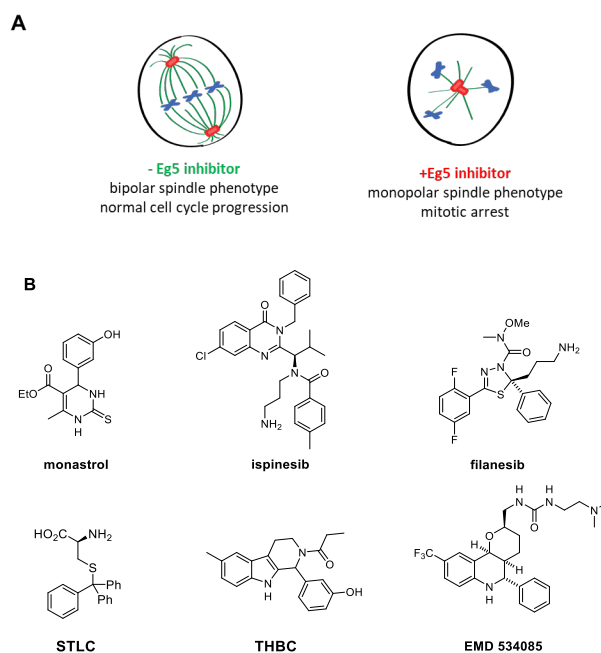 A
- Eg5 inhibitor
bipolar spindle phenotype
normal cell cycle progression
+Eg5 inhibitor
monopolar spindle phenotype
mitotic arrest
B
OH
O
EtO
NH
N
H
S
monastrol
O
N
N
Cl
N
O
NH2
ispinesib
OMe
N
O
N
N
S
NH2
F
F
filanesib
HO2C
NH2
S
Ph
Ph
STLC
N
O
N
H
OH
THBC
H
N
H
N
O
N
O
H
H
F3C
N
H
EMD 534085